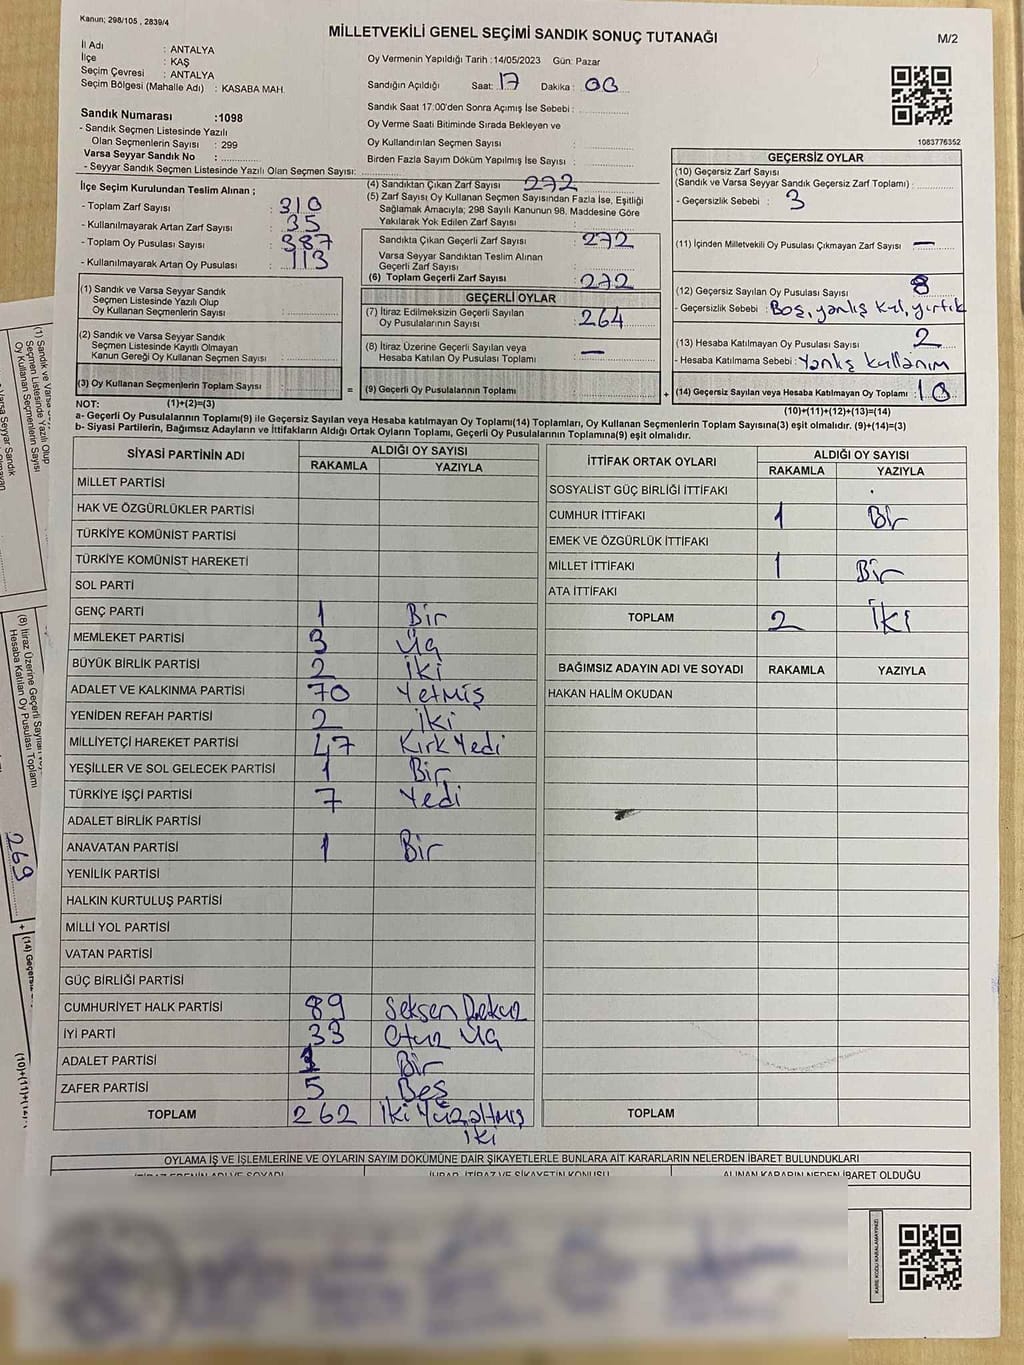 Kanun; 298/105 , 2839/4
MİLLETVEKİLİ GENEL SEÇİMİ SANDIK SONUÇ TUTANAĞI
M/2
İl Adı : ANTALYA
İlçe : KAŞ
Seçim Çevresi : ANTALYA
Seçim Bölgesi (Mahalle Adı) : KASABA MAH.
Sandık Numarası :1098
- Sandık Seçmen Listesinde Yazılı
Olan Seçmenlerin Sayısı : 299
Varsa Seyyar Sandık No :
- Seyyar Sandık Seçmen Listesinde Yazılı Olan Seçmen Sayısı:
Oy Vermenin Yapıldığı Tarih :14/05/2023 Gün: Pazar
Sandığın Açıldığı Saat: 17 Dakika : 00
Sandık Saat 17:00'den Sonra Açımış İse Sebebi :
Oy Verme Saati Bitiminde Sırada Bekleyen ve
Oy Kullandırılan Seçmen Sayısı :
Birden Fazla Sayım Döküm Yapılmış İse Sayısı :
1083776352
İlçe Seçim Kurulundan Teslim Alınan ;
- Toplam Zarf Sayısı : 310
- Kullanılmayarak Artan Zarf Sayısı : 35
- Toplam Oy Pusulası Sayısı : 387
- Kullanılmayarak Artan Oy Pusulası : 113
(1) Sandık ve Varsa Seyyar Sandık
Seçmen Listesinde Yazılı Olup
Oy Kullanan Seçmenlerin Sayısı :
(2) Sandık ve Varsa Seyyar Sandık
Seçmen Listesinde Kayıtlı Olmayan
Kanun Gereği Oy Kullanan Seçmen Sayısı :
(3) Oy Kullanan Seçmenlerin Toplam Sayısı :
(4) Sandıktan Çıkan Zarf Sayısı 272
(5) Zarf Sayısı Oy Kullanan Seçmen Sayısından Fazla İse, Eşitliği
Sağlamak Amacıyla; 298 Sayılı Kanunun 98. Maddesine Göre
Yakılarak Yok Edilen Zarf Sayısı :
Sandıkta Çıkan Geçerli Zarf Sayısı : 272
Varsa Seyyar Sandıktan Teslim Alınan
Geçerli Zarf Sayısı :
(6) Toplam Geçerli Zarf Sayısı : 272
GEÇERLİ OYLAR
(7) İtiraz Edilmeksizin Geçerli Sayılan
Oy Pusulalarının Sayısı : 264
(8) İtiraz Üzerine Geçerli Sayılan veya
Hesaba Katılan Oy Pusulası Toplamı : —
= (9) Geçerli Oy Pusulalarının Toplamı :
GEÇERSİZ OYLAR
(10) Geçersiz Zarf Sayısı
(Sandık ve Varsa Seyyar Sandık Geçersiz Zarf Toplamı) :
- Geçersizlik Sebebi : 3
(11) İçinden Milletvekili Oy Pusulası Çıkmayan Zarf Sayısı : —
(12) Geçersiz Sayılan Oy Pusulası Sayısı : 8
- Geçersizlik Sebebi : Boş, yanlış kul, yırtık
(13) Hesaba Katılmayan Oy Pusulası Sayısı : 2
- Hesaba Katılmama Sebebi : Yanlış kullanım
+ (14) Geçersiz Sayılan veya Hesaba Katılmayan Oy Toplamı : 10
NOT: (1)+(2)=(3)
(10)+(11)+(12)+(13)=(14)
a- Geçerli Oy Pusulalarının Toplamı(9) ile Geçersiz Sayılan veya Hesaba katılmayan Oy Toplamı(14) Toplamları, Oy Kullanan Seçmenlerin Toplam Sayısına(3) eşit olmalıdır. (9)+(14)=(3)
b- Siyasi Partilerin, Bağımsız Adayların ve İttifakların Aldığı Ortak Oyların Toplamı, Geçerli Oy Pusulalarının Toplamına(9) eşit olmalıdır.
SİYASİ PARTİNİN ADI ALDIĞI OY SAYISI
RAKAMLA YAZIYLA
MİLLET PARTİSİ
HAK VE ÖZGÜRLÜKLER PARTİSİ
TÜRKİYE KOMÜNİST PARTİSİ
TÜRKİYE KOMÜNİST HAREKETİ
SOL PARTİ
GENÇ PARTİ 1 Bir
MEMLEKET PARTİSİ 3 Üç
BÜYÜK BİRLİK PARTİSİ 2 İki
ADALET VE KALKINMA PARTİSİ 70 Yetmiş
YENİDEN REFAH PARTİSİ 2 İki
MİLLİYETÇİ HAREKET PARTİSİ 47 Kırk Yedi
YEŞİLLER VE SOL GELECEK PARTİSİ 1 Bir
TÜRKİYE İŞÇİ PARTİSİ 7 Yedi
ADALET BİRLİK PARTİSİ
ANAVATAN PARTİSİ 1 Bir
YENİLİK PARTİSİ
HALKIN KURTULUŞ PARTİSİ
MİLLİ YOL PARTİSİ
VATAN PARTİSİ
GÜÇ BİRLİĞİ PARTİSİ
CUMHURİYET HALK PARTİSİ 89 Seksen Dokuz
İYİ PARTİ 33 Otuz Üç
ADALET PARTİSİ 1 Bir
ZAFER PARTİSİ 5 Beş
TOPLAM 262 İki Yüz altmış
iki
İTTİFAK ORTAK OYLARI ALDIĞI OY SAYISI
RAKAMLA YAZIYLA
SOSYALİST GÜÇ BİRLİĞİ İTTİFAKI
CUMHUR İTTİFAKI 1 Bir
EMEK VE ÖZGÜRLÜK İTTİFAKI
MİLLET İTTİFAKI 1 Bir
ATA İTTİFAKI
TOPLAM 2 İki
BAĞIMSIZ ADAYIN ADI VE SOYADI RAKAMLA YAZIYLA
HAKAN HALİM OKUDAN
TOPLAM
OYLAMA İŞ VE İŞLEMLERİNE VE OYLARIN SAYIM DÖKÜMÜNE DAİR ŞİKAYETLERLE BUNLARA AİT KARARLARIN NELERDEN İBARET BULUNDUKLARI
İTİRAZ EDENİN ADI VE SOYADI İHBAR, İTİRAZ VE ŞİKAYETİN KONUSU ALINAN KARARIN NEDEN İBARET OLDUĞU
KARE KODU KARALAMAYINIZ!
(1) Sandık ve Varsa
Seçmen Listesinde Yazılı Olup
Oy Kullanan Seçmenlerin Sayısı
(8) İtiraz Üzerine Geçerli Sayılan
Hesaba Katılan Oy Pusulası Toplamı
269
+ (14) Geçersiz